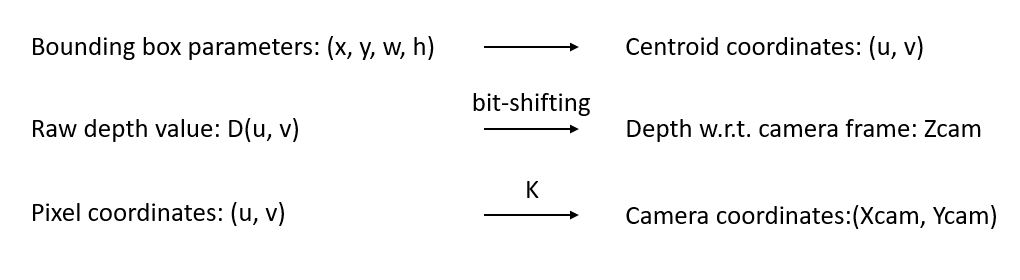 Bounding box parameters: (x, y, w, h) Centroid coordinates: (u, v)
bit-shifting
Raw depth value: D(u, v) Depth w.r.t. camera frame: Zcam
K
Pixel coordinates: (u, v) Camera coordinates:(Xcam, Ycam)